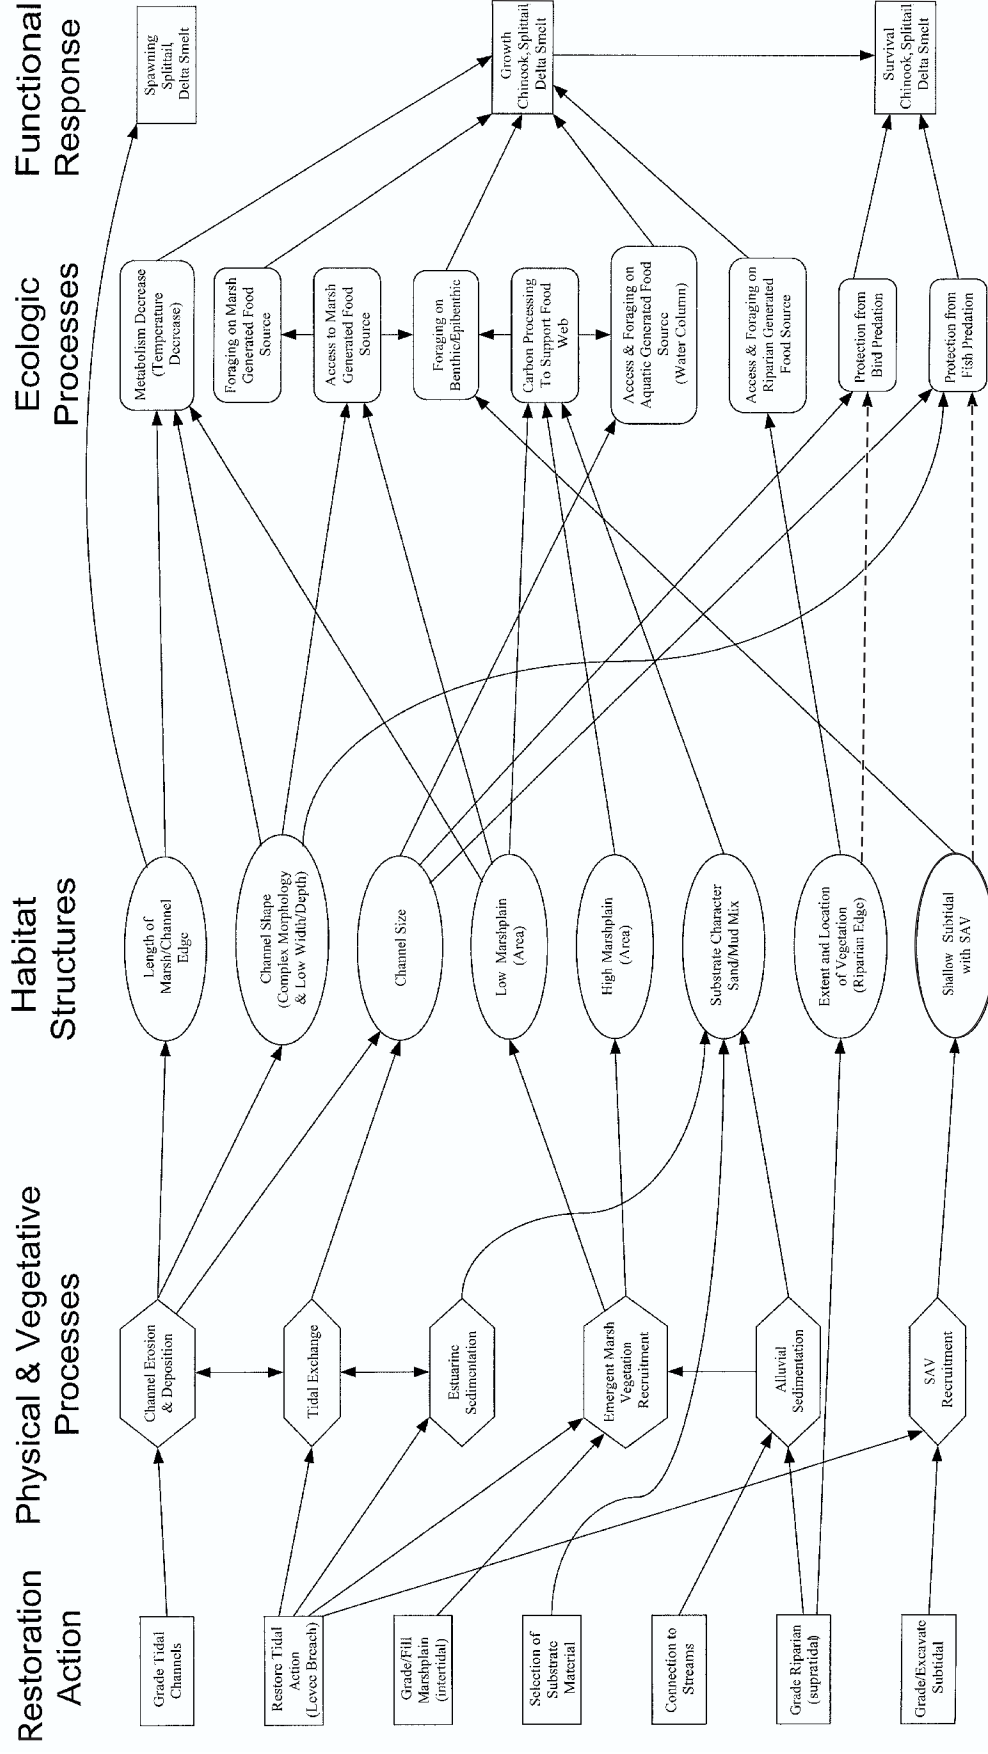 Restoration
Action
Physical & Vegetative
Processes
Habitat
Structures
Ecologic
Processes
Functional
Response
Grade Tidal
Channels
Restore Tidal
Action
(Levee Breach)
Grade/Fill
Marshplain
(intertidal)
Selection of
Substrate
Material
Connection to
Streams
Grade Riparian
(supratidal)
Grade/Excavate
Subtidal
Channel Erosion
& Deposition
Tidal Exchange
Estuarine
Sedimentation
Emergent Marsh
Vegetation
Recruitment
Alluvial
Sedimentation
SAV
Recruitment
Length of
Marsh/Channel
Edge
Channel Shape
(Complex Morphology
& Low Width/Depth)
Channel Size
Low Marshplain
(Area)
High Marshplain
(Area)
Substrate Character
Sand/Mud Mix
Extent and Location
of Vegetation
(Riparian Edge)
Shallow Subtidal
with SAV
Metabolism Decrease
(Temperature
Decrease)
Foraging on Marsh
Generated Food
Source
Access to Marsh
Generated Food
Source
Foraging on
Benthic/Epibenthic
Carbon Processing
To Support Food
Web
Access & Foraging on
Aquatic Generated Food
Source
(Water Column)
Access & Foraging on
Riparian Generated
Food Source
Protection from
Bird Predation
Protection from
Fish Predation
Spawning
Splittail,
Delta Smelt
Growth
Chinook, Splittail
Delta Smelt
Survival
Chinook, Splittail
Delta Smelt